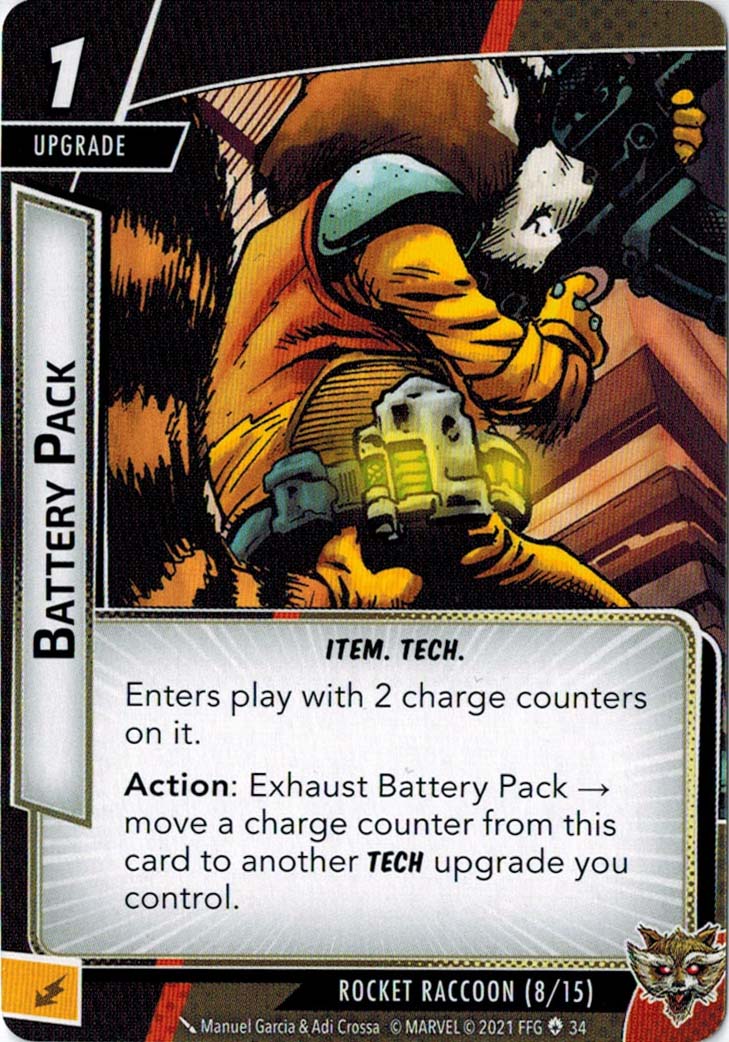 1
UPGRADE
BATTERY PACK
ITEM. TECH.
Enters play with 2 charge counters
on it.
Action: Exhaust Battery Pack →
move a charge counter from this
card to another TECH upgrade you
control.
ROCKET RACCOON (8/15)
Manuel Garcia & Adi Crossa © MARVEL © 2021 FFG 34